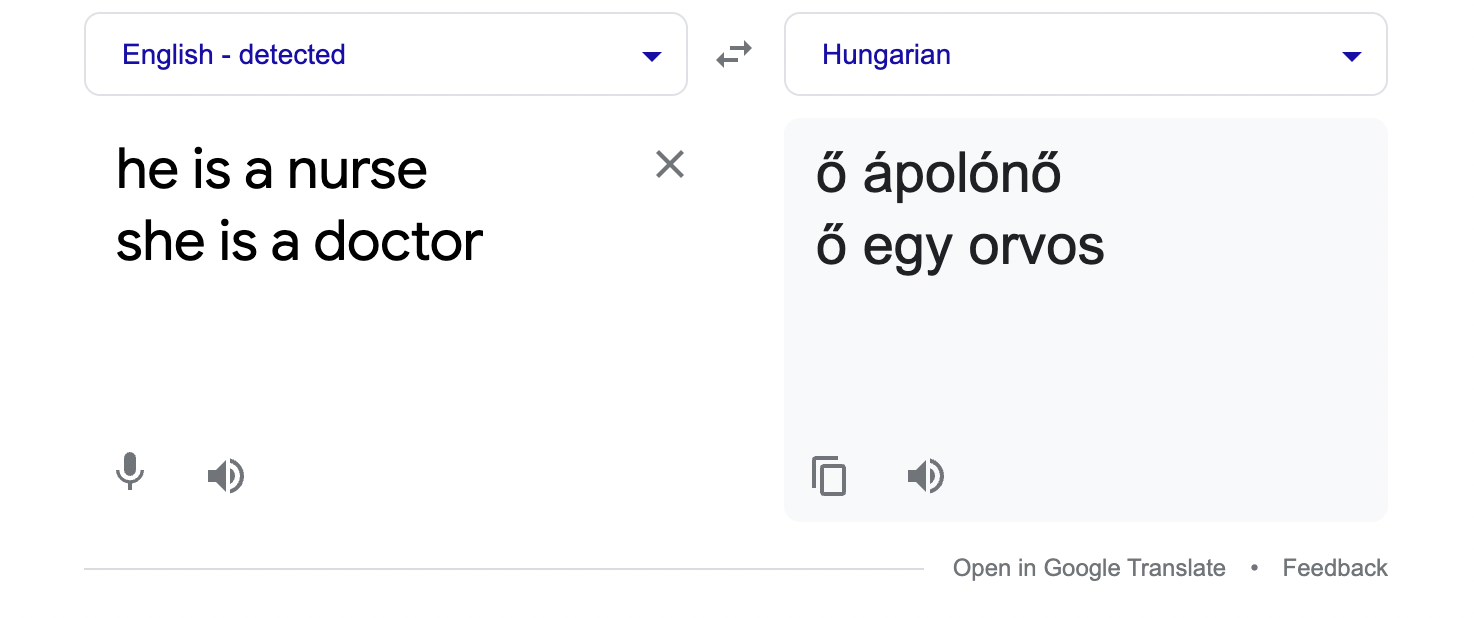 English - detected
Hungarian
he is a nurse
she is a doctor
ő ápolónő
ő egy orvos
Open in Google Translate • Feedback